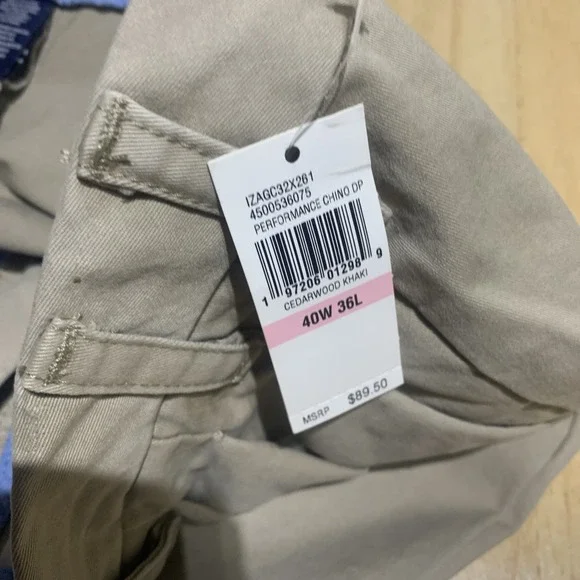 IZAGC32X261
4500536075
PERFORMANCE CHINO DP
1 97206 01298 9
CEDARWOOD KHAKI
40W 36L
MSRP $89.50